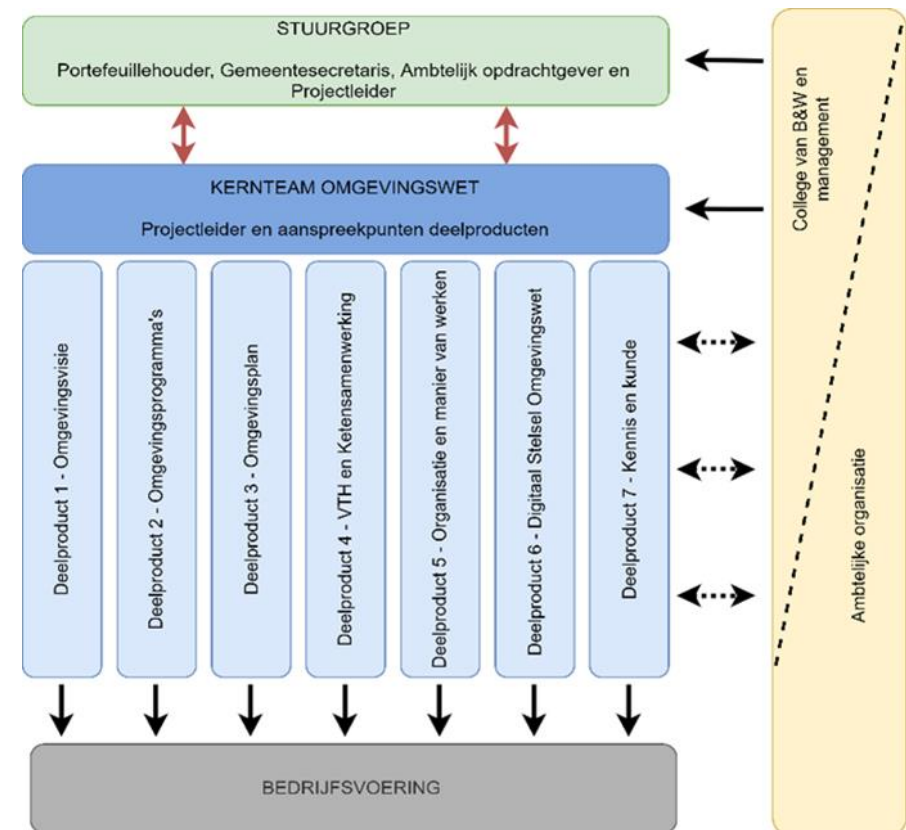 STUURGROEP
Portefeuillehouder, Gemeentesecretaris, Ambtelijk opdrachtgever en
Projectleider
KERNTEAM OMGEVINGSWET
Projectleider en aanspreekpunten deelproducten
Deelproduct 1 - Omgevingsvisie
Deelproduct 2 - Omgevingsprogramma's
Deelproduct 3 - Omgevingsplan
Deelproduct 4 - VTH en Ketensamenwerking
Deelproduct 5 - Organisatie en manier van werken
Deelproduct 6 - Digitaal Stelsel Omgevingswet
Deelproduct 7 - Kennis en kunde
College van B&W en
management
Ambtelijke organisatie
BEDRIJFSVOERING